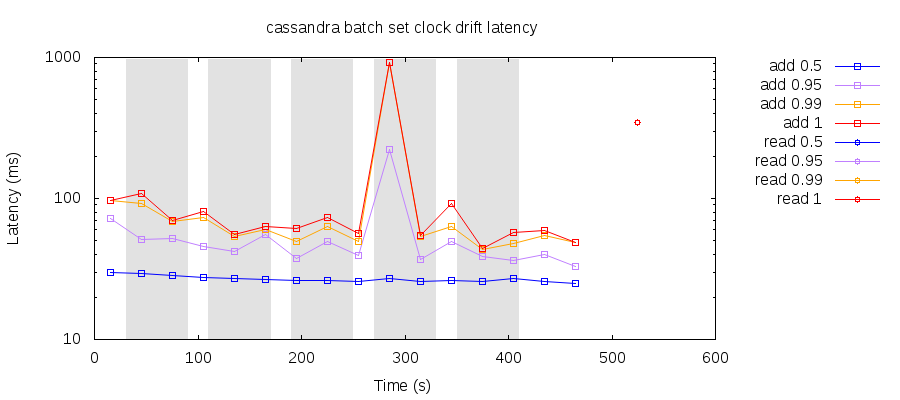 cassandra batch set clock drift latency
Latency (ms)
1000
100
10
0 100 200 300 400 500 600
Time (s)
add 0.5
add 0.95
add 0.99
add 1
read 0.5
read 0.95
read 0.99
read 1